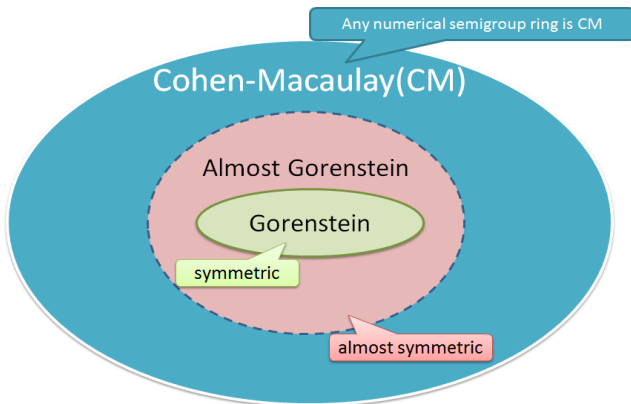 Any numerical semigroup ring is CM
Cohen-Macaulay(CM)
Almost Gorenstein
Gorenstein
symmetric
almost symmetric